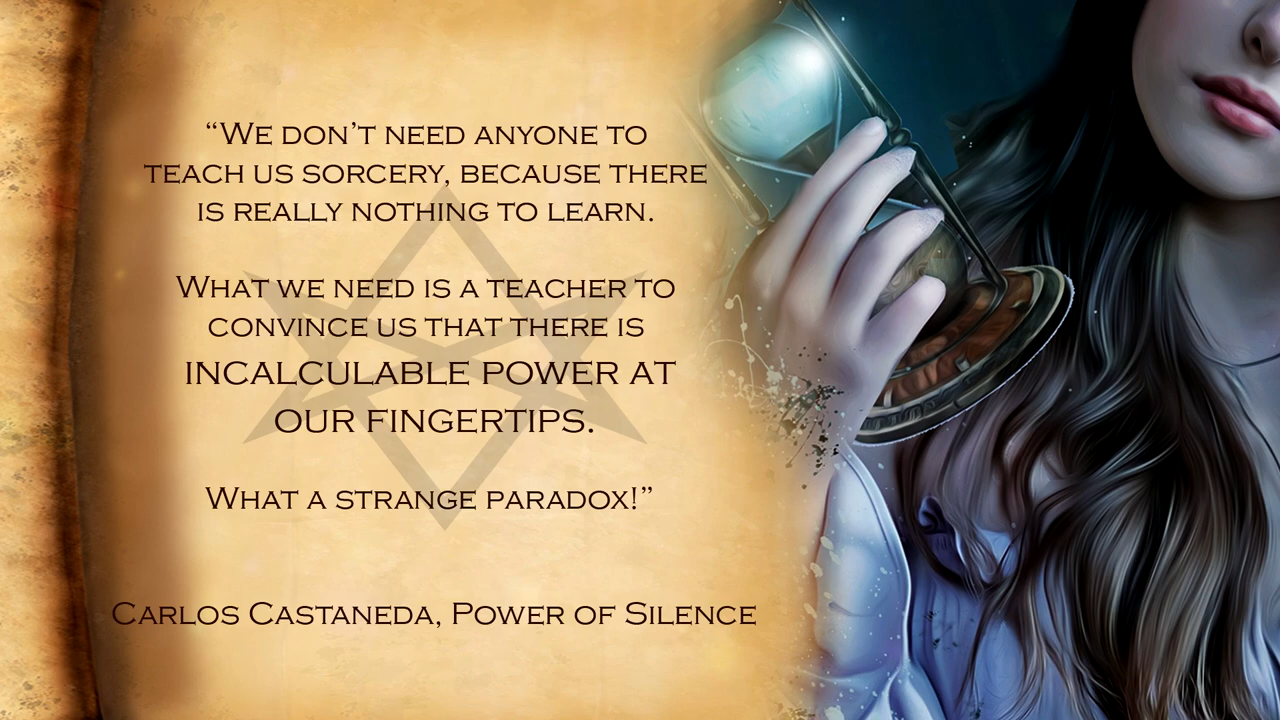 “We don’t need anyone to
teach us sorcery, because there
is really nothing to learn.
What we need is a teacher to
convince us that there is
INCALCULABLE POWER AT
OUR FINGERTIPS.
What a strange paradox!”
Carlos Castaneda, Power of Silence